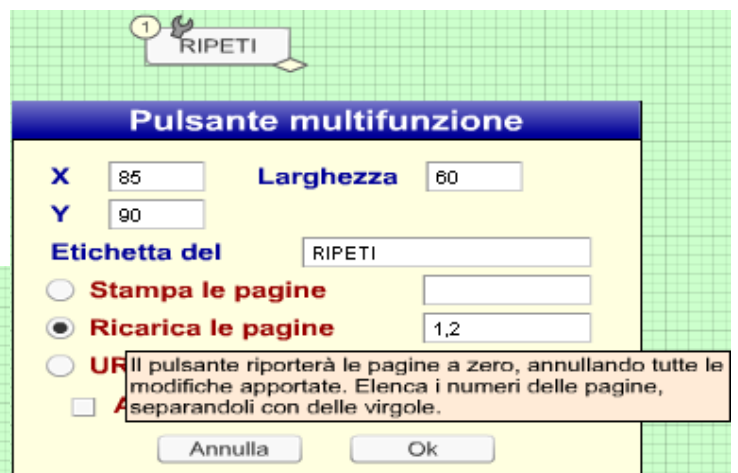 1
RIPETI
Pulsante multifunzione
X 85 Larghezza 60
Y 90
Etichetta del RIPETI
Stampa le pagine
Ricarica le pagine 1,2
UR
Il pulsante riporterà le pagine a zero, annullando tutte le
modifiche apportate. Elenca i numeri delle pagine,
separandoli con delle virgole.
Annulla Ok